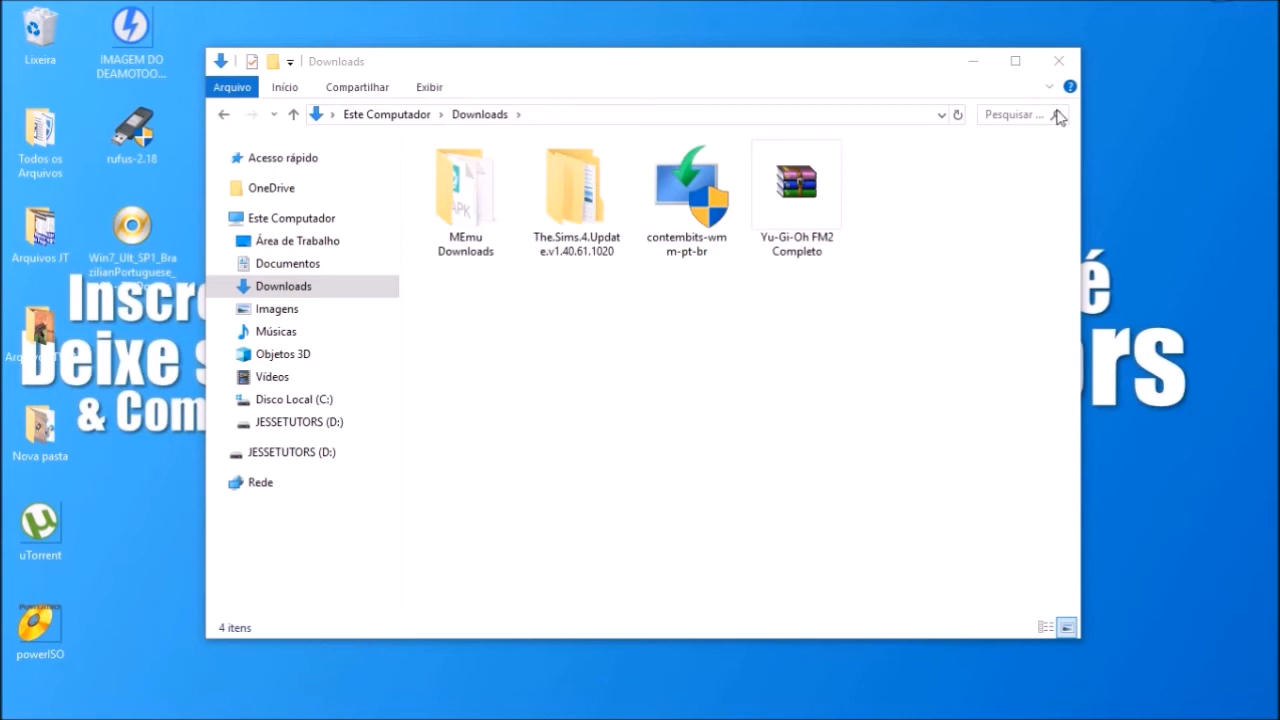 Lixeira
IMAGEM DO
DEAMOTOO...
Todos os
Arquivos
rufus-2.18
Arquivos JT
Win7_Ult_SP1_Bra
zilianPortuguese_
Nova pasta
uTorrent
powerISO
Inscre
Deixe s
& Com
é
ors
Downloads
Arquivo
Início
Compartilhar
Exibir
Este Computador
Downloads
Pesquisar ...
Acesso rápido
OneDrive
Este Computador
Área de Trabalho
Documentos
Downloads
Imagens
Músicas
Objetos 3D
Vídeos
Disco Local (C:)
JESSETUTORS (D:)
JESSETUTORS (D:)
Rede
MEmu
Downloads
The.Sims.4.Updat
e.v1.40.61.1020
contembits-wm
m-pt-br
Yu-Gi-Oh FM2
Completo
4 itens